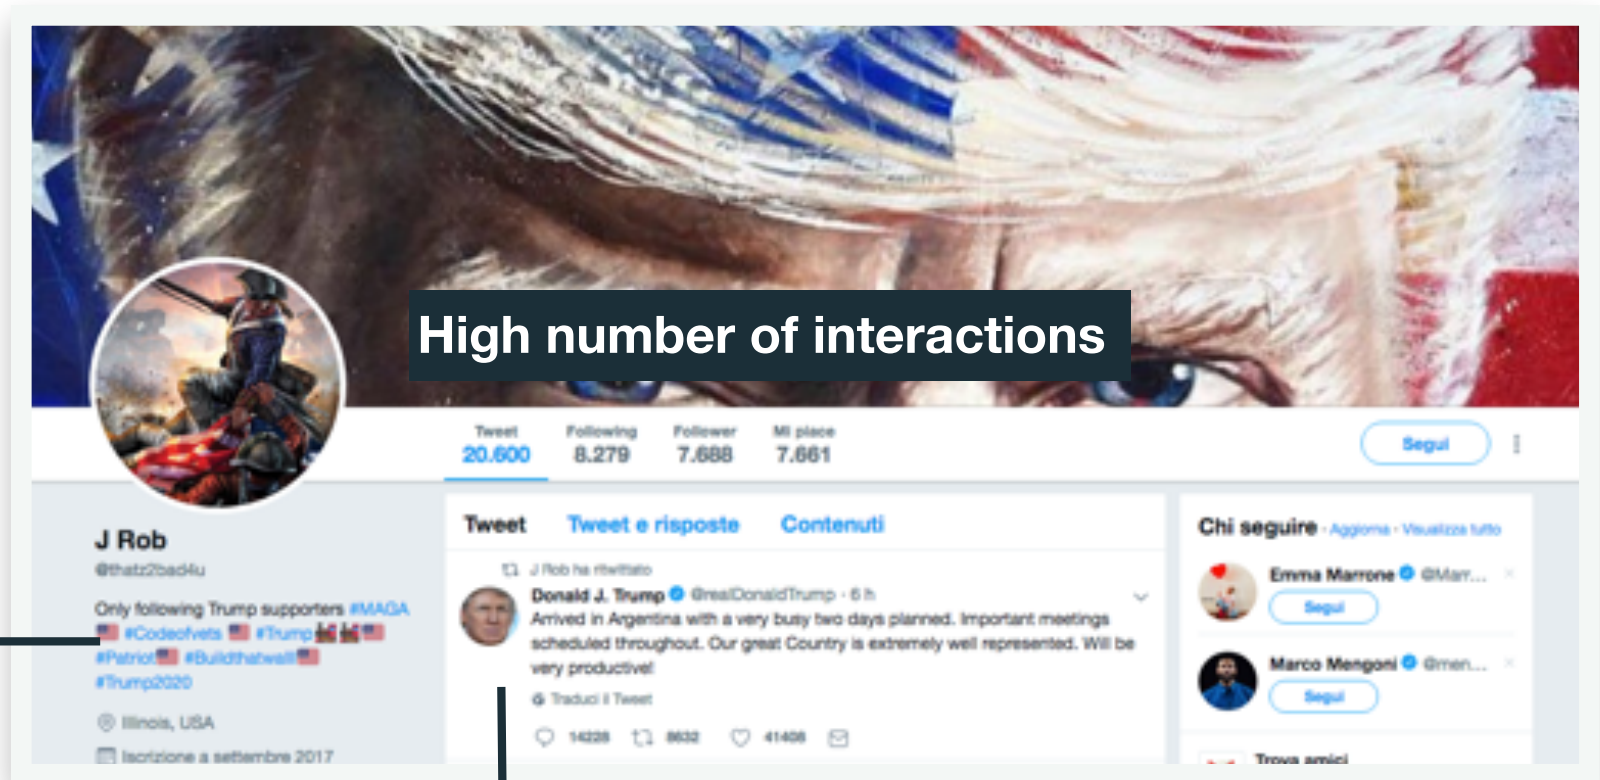 High number of interactions
Tweet
20.600
Following
8.279
Follower
7.688
Mi place
7.661
Segui
J Rob
@thatz2bad4u
Only following Trump supporters #MAGA
#Codeofvets #Trump
#Patriot #Buildthatwall
#Trump2020
Illinois, USA
Iscrizione a settembre 2017
Tweet Tweet e risposte Contenuti
J Rob ha ritwittato
Donald J. Trump @realDonaldTrump · 6 h
Arrived in Argentina with a very busy two days planned. Important meetings
scheduled throughout. Our great Country is extremely well represented. Will be
very productive!
Traduci il Tweet
14228 8632 41408
Chi seguire · Aggiorna · Visualizza tutto
Emma Marrone @Marr...
Segui
Marco Mengoni @men...
Segui
Trova amici